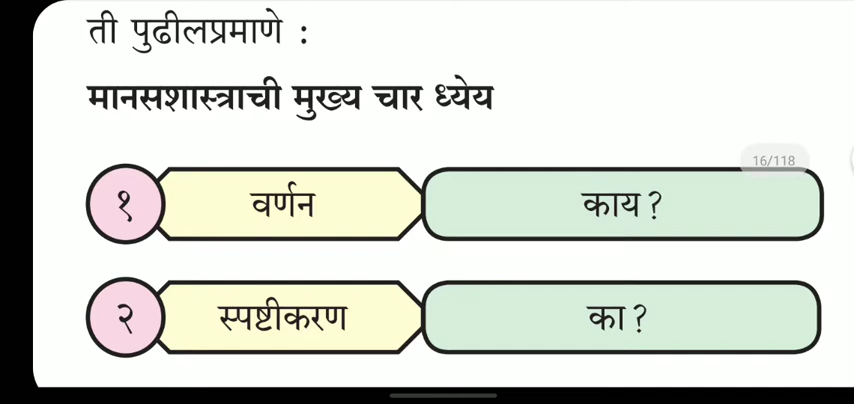 ती पुढीलप्रमाणे :
मानसशास्त्राची मुख्य चार ध्येय
16/118
१ वर्णन काय ?
२ स्पष्टीकरण का ?